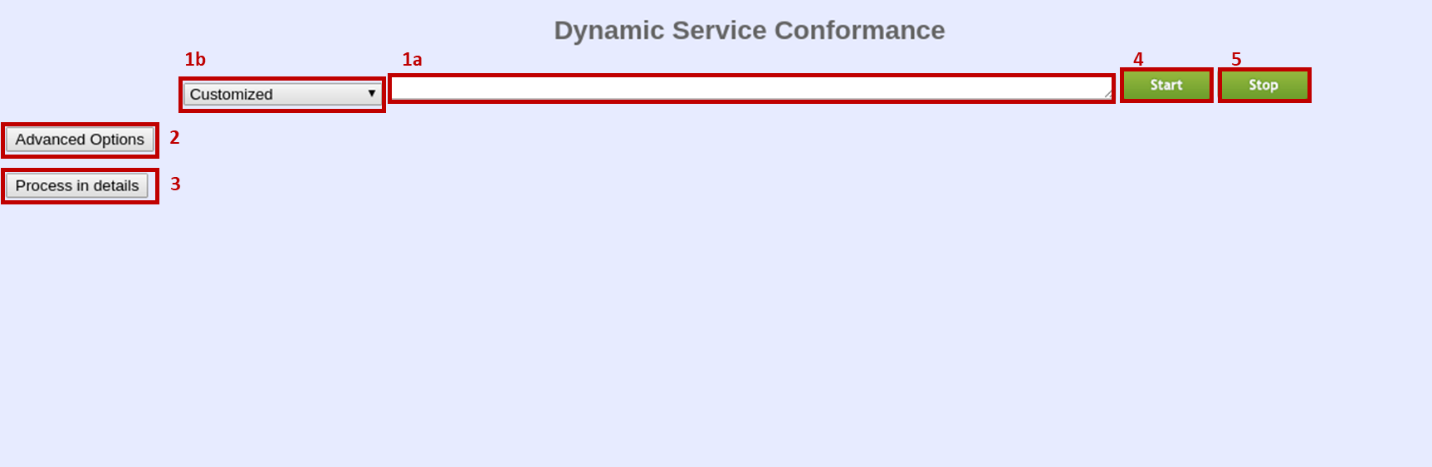 Dynamic Service Conformance
1b 1a 4 5
Customized Start Stop
Advanced Options 2
Process in details 3